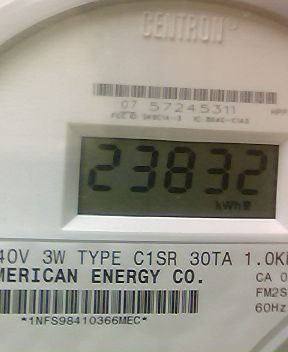 CENTRON®
07 57245311
23832
kWh
40V 3W TYPE C1SR 30TA 1.0K
MERICAN ENERGY CO.
CA 0
FM2S
60Hz
*1NFS98410366MEC*